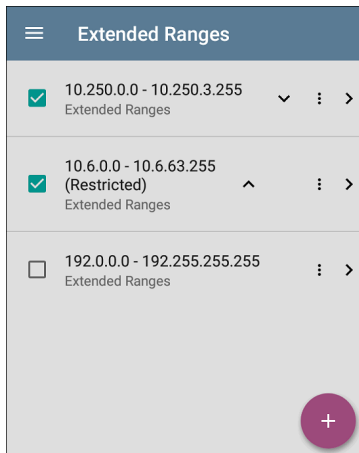 Extended Ranges
10.250.0.0 - 10.250.3.255
Extended Ranges
10.6.0.0 - 10.6.63.255
(Restricted)
Extended Ranges
192.0.0.0 - 192.255.255.255
Extended Ranges